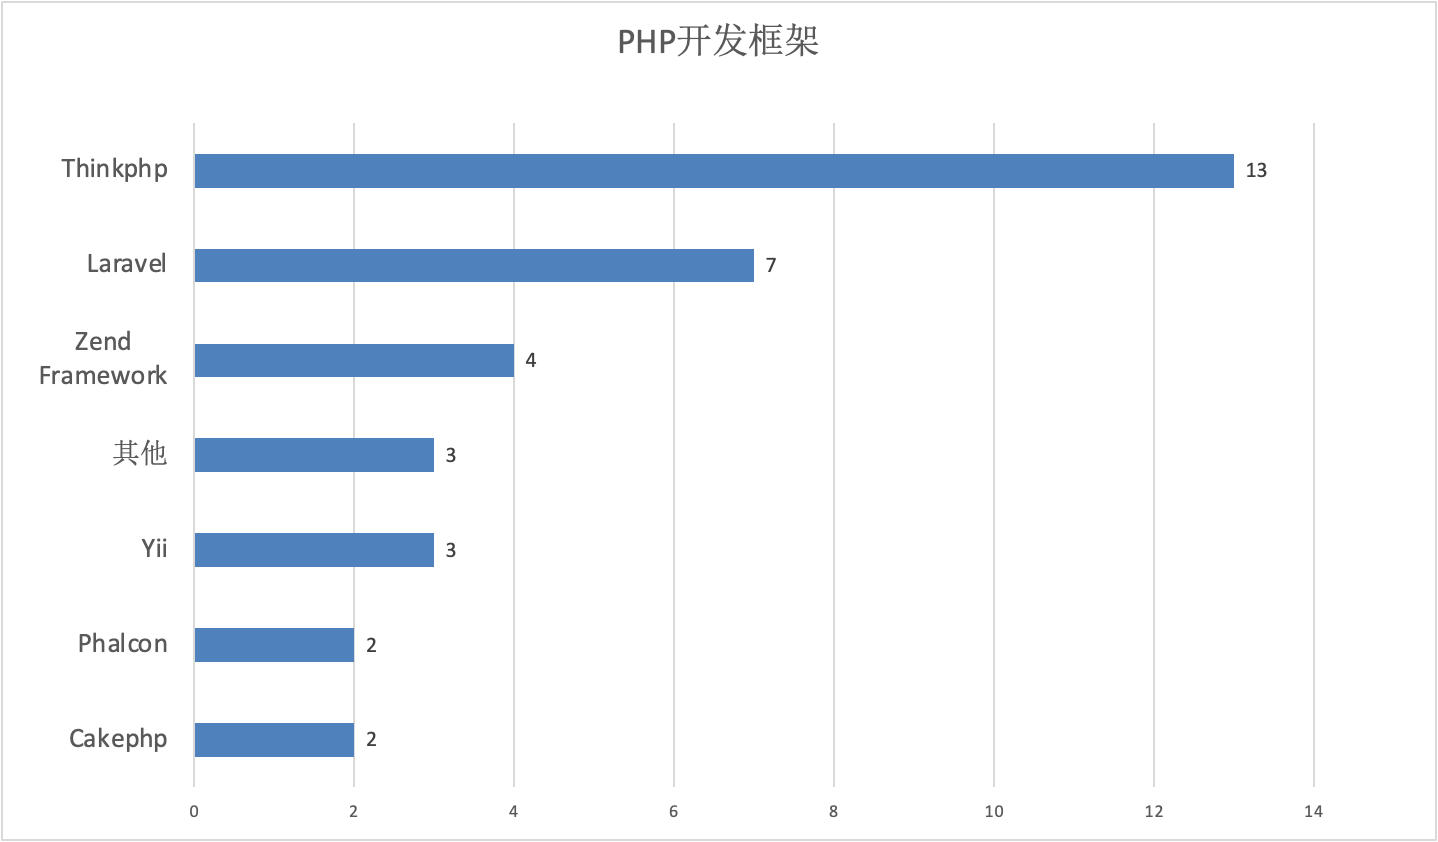 PHP开发框架
Thinkphp
13
Laravel
7
Zend
Framework
4
其他
3
Yii
3
Phalcon
2
Cakephp
2
0 2 4 6 8 10 12 14